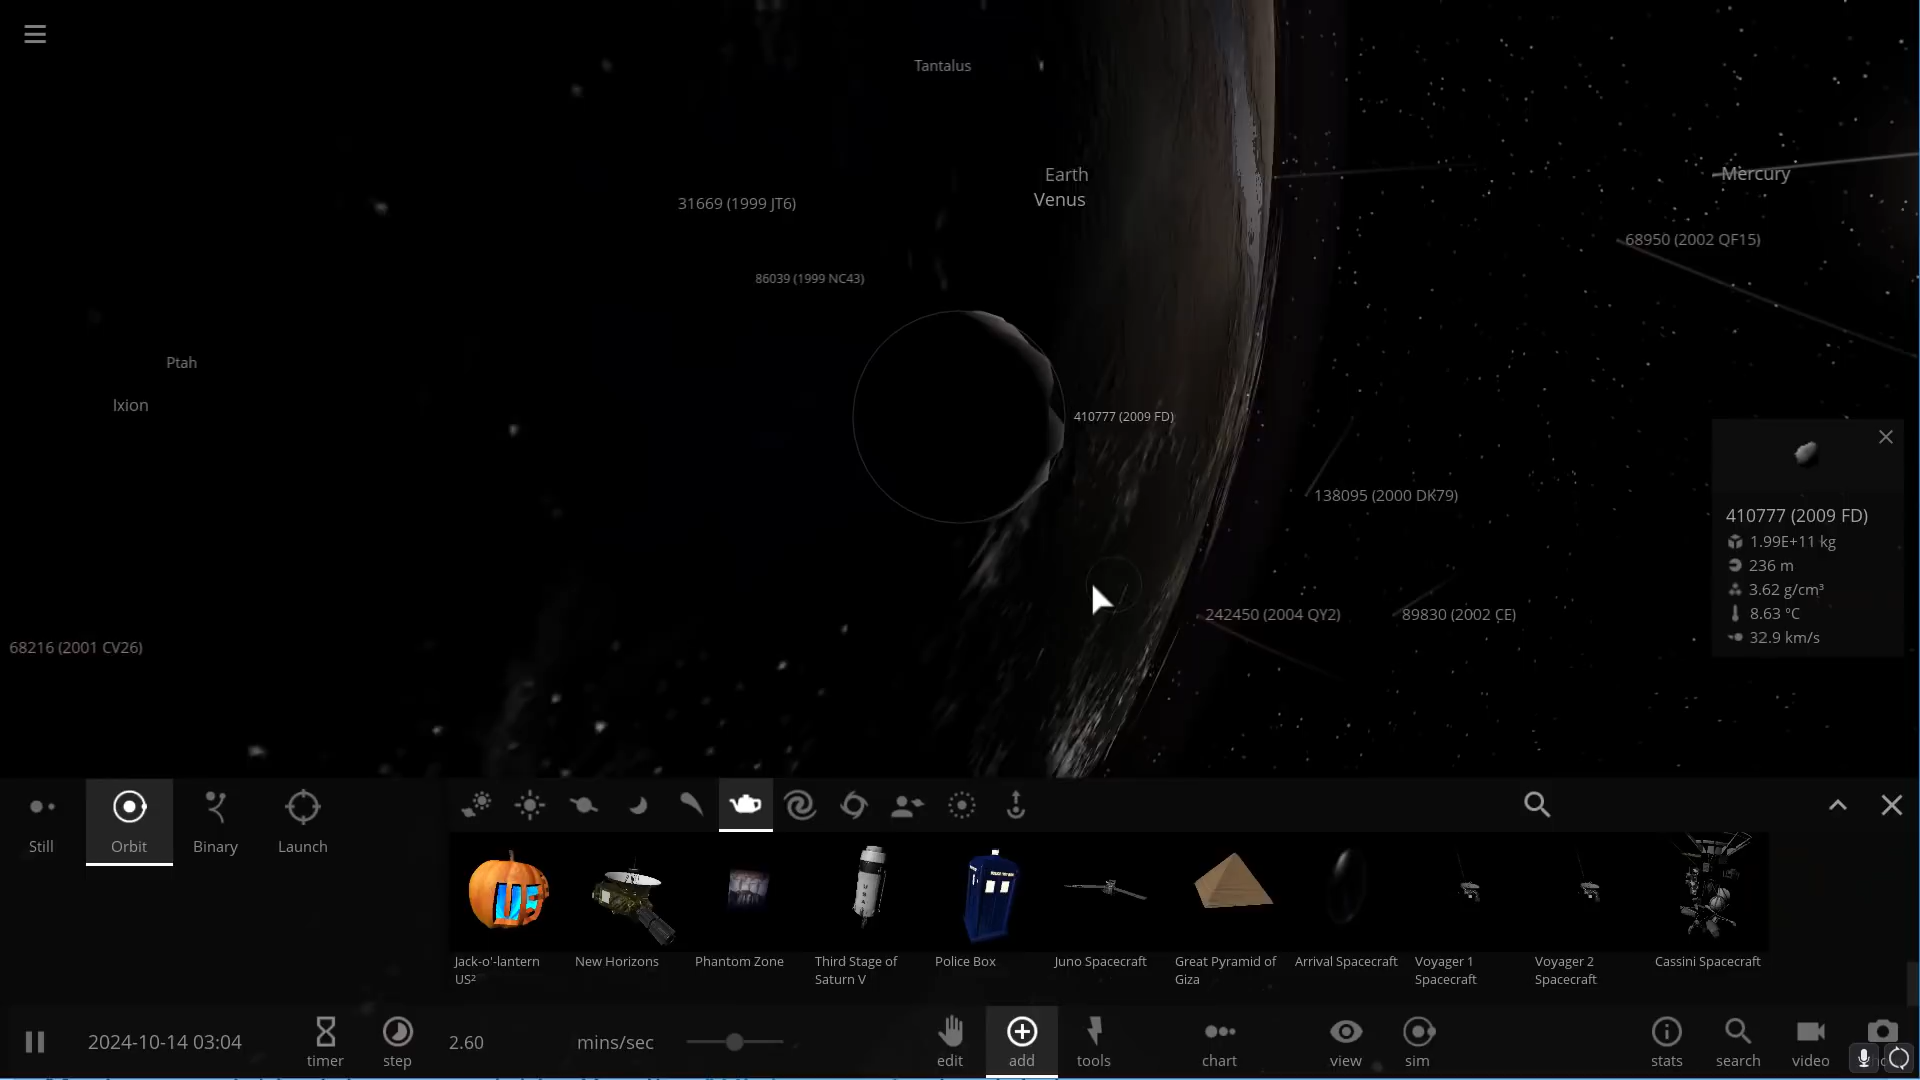 Tantalus
Earth
Venus
Mercury
31669 (1999 JT6)
68950 (2002 QF15)
86039 (1999 NC43)
Ptah
Ixion
410777 (2009 FD)
138095 (2000 DK79)
242450 (2004 QY2)
89830 (2002 CE)
68216 (2001 CV26)
410777 (2009 FD)
1.99E+11 kg
236 m
3.62 g/cm³
8.63 °C
32.9 km/s
Still
Orbit
Binary
Launch
Jack-o'-lantern
US²
New Horizons
Phantom Zone
Third Stage of
Saturn V
Police Box
Juno Spacecraft
Great Pyramid of
Giza
Arrival Spacecraft
Voyager 1
Spacecraft
Voyager 2
Spacecraft
Cassini Spacecraft
2024-10-14 03:04
timer
step
2.60
mins/sec
edit
add
tools
chart
view
sim
stats
search
video